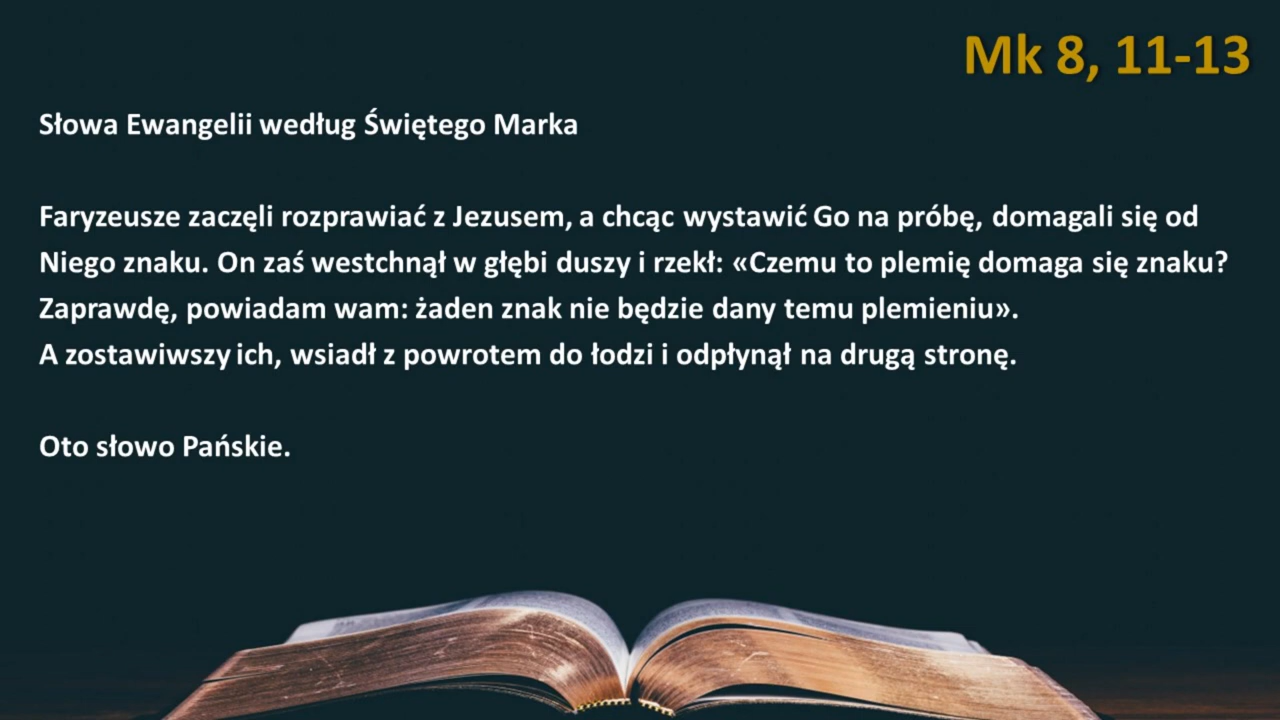 Mk 8, 11-13
Słowa Ewangelii według Świętego Marka
Faryzeusze zaczęli rozprawiać z Jezusem, a chcąc wystawić Go na próbę, domagali się od
Niego znaku. On zaś westchnął w głębi duszy i rzekł: «Czemu to plemię domaga się znaku?
Zaprawdę, powiadam wam: żaden znak nie będzie dany temu plemieniu».
A zostawiwszy ich, wsiadł z powrotem do łodzi i odpłynął na drugą stronę.
Oto słowo Pańskie.